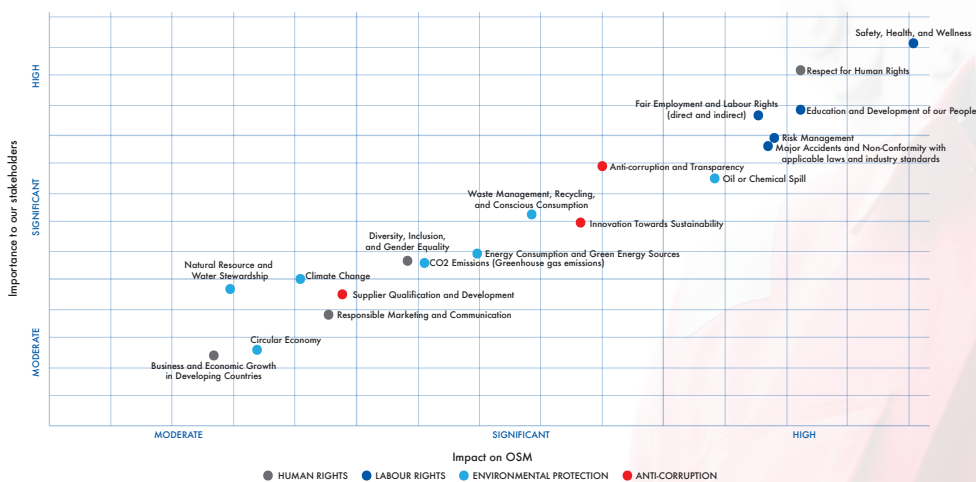 Safety, Health, and Wellness
HIGH
Respect for Human Rights
Fair Employment and Labour Rights
(direct and indirect)
Education and Development of our People
Risk Management
Major Accidents and Non-Conformity with
applicable laws and industry standards
Anti-corruption and Transparency
Oil or Chemical Spill
Importance to our stakeholders
SIGNIFICANT
Waste Management, Recycling,
and Conscious Consumption
Innovation Towards Sustainability
Diversity, Inclusion,
and Gender Equality
Energy Consumption and Green Energy Sources
CO2 Emissions (Greenhouse gas emissions)
Natural Resource and
Water Stewardship
Climate Change
Supplier Qualification and Development
Responsible Marketing and Communication
MODERATE
Circular Economy
Business and Economic Growth
in Developing Countries
MODERATE
SIGNIFICANT
HIGH
Impact on OSM
HUMAN RIGHTS
LABOUR RIGHTS
ENVIRONMENTAL PROTECTION
ANTI-CORRUPTION